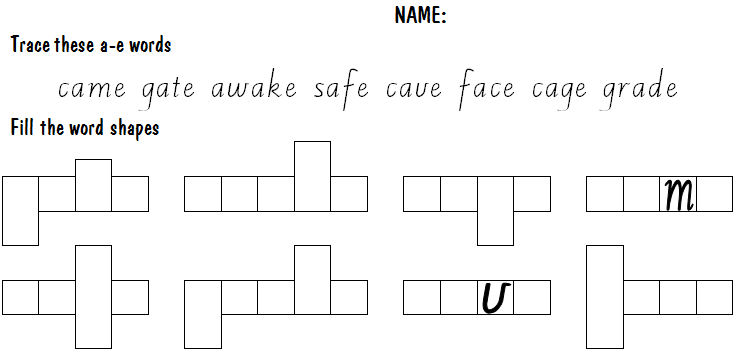 NAME:
Trace these a-e words
came gate awake safe cave face cage grade
Fill the word shapes
m
v